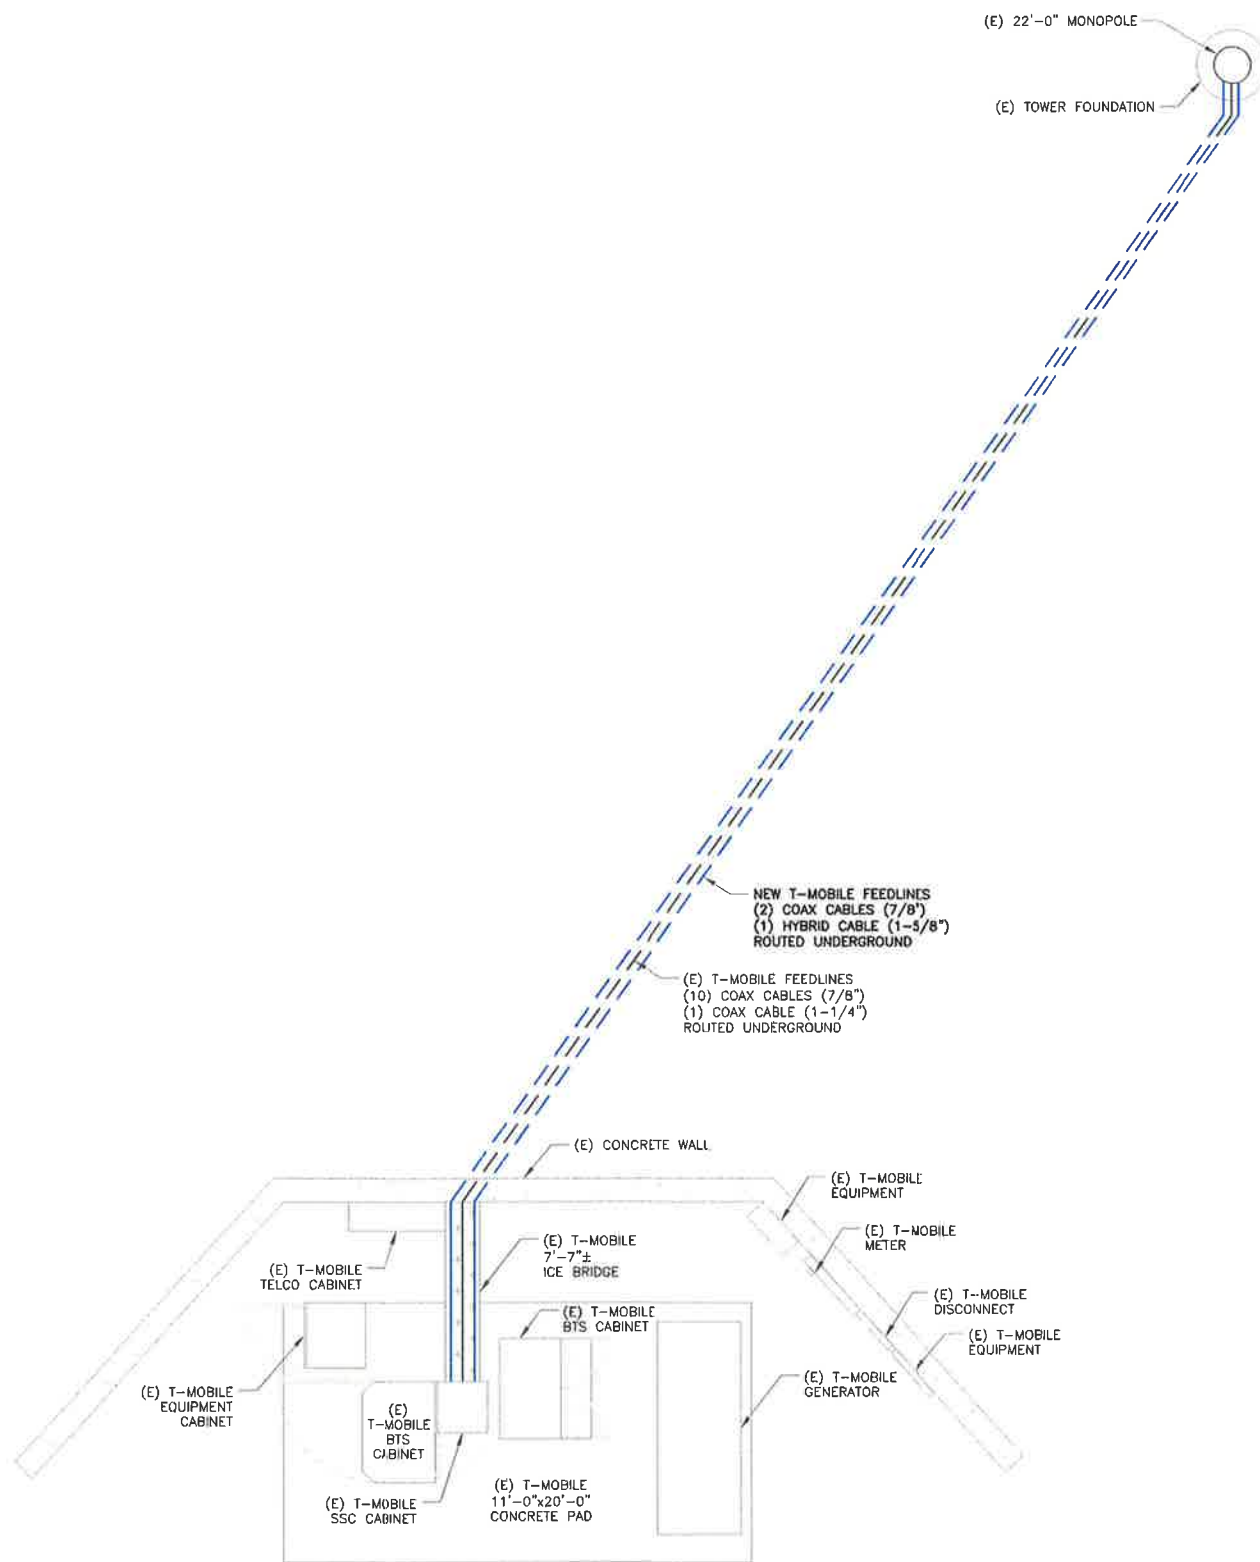 (E) 22'-0" MONOPOLE
(E) TOWER FOUNDATION
NEW T-MOBILE FEEDLINES
(2) COAX CABLES (7/8")
(1) HYBRID CABLE (1-5/8")
ROUTED UNDERGROUND
(E) T-MOBILE FEEDLINES
(10) COAX CABLES (7/8")
(1) COAX CABLE (1-1/4")
ROUTED UNDERGROUND
(E) CONCRETE WALL
(E) T-MOBILE
EQUIPMENT
(E) T-MOBILE
METER
(E) T-MOBILE
7'-7"±
ICE BRIDGE
(E) T-MOBILE
TELCO CABINET
(E) T-MOBILE
DISCONNECT
(E) T-MOBILE
BTS CABINET
(E) T-MOBILE
EQUIPMENT
(E) T-MOBILE
GENERATOR
(E) T-MOBILE
EQUIPMENT
CABINET
(E)
T-MOBILE
BTS
CABINET
(E) T-MOBILE
11'-0"x20'-0"
CONCRETE PAD
(E) T-MOBILE
SSC CABINET